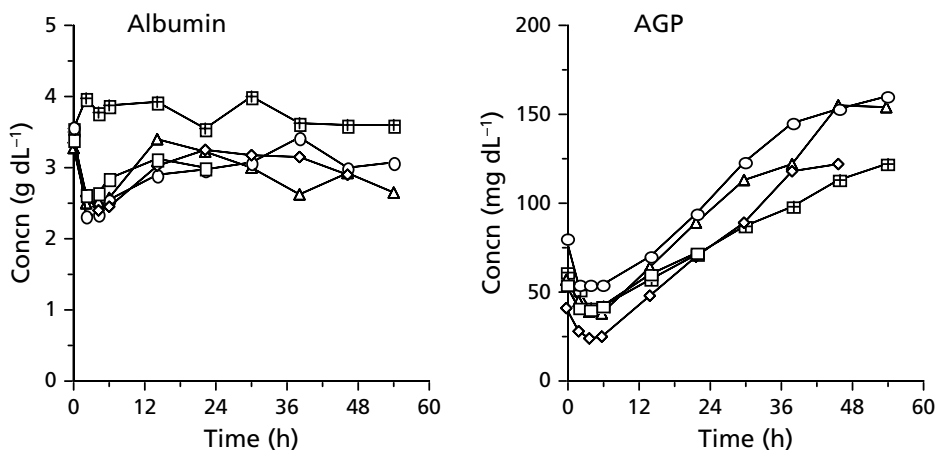 Albumin
5
4
3
2
1
0
Concn (g dL⁻¹)
0 12 24 36 48 60
Time (h)
AGP
200
150
100
50
0
Concn (mg dL⁻¹)
0 12 24 36 48 60
Time (h)